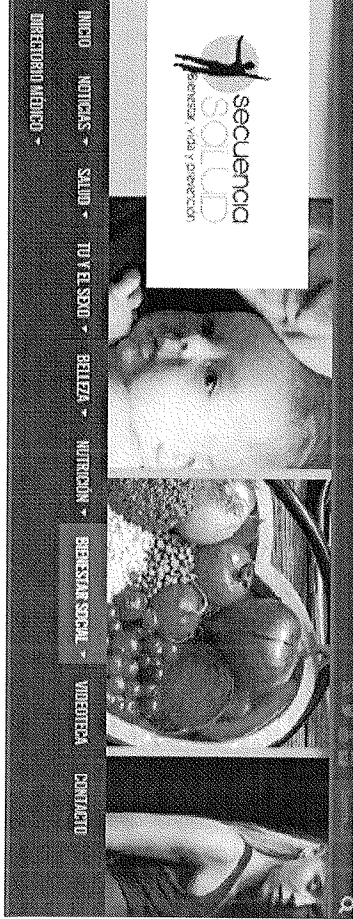 secuencia
SALUD
Bienestar, vida y prevención
INICIO NOTICIAS SALUD TU Y EL SEXO BELLEZA NUTRICIÓN BIENESTAR SOCIAL VIDEOTECA CONTACTO
DIRECTORIO MÉDICO